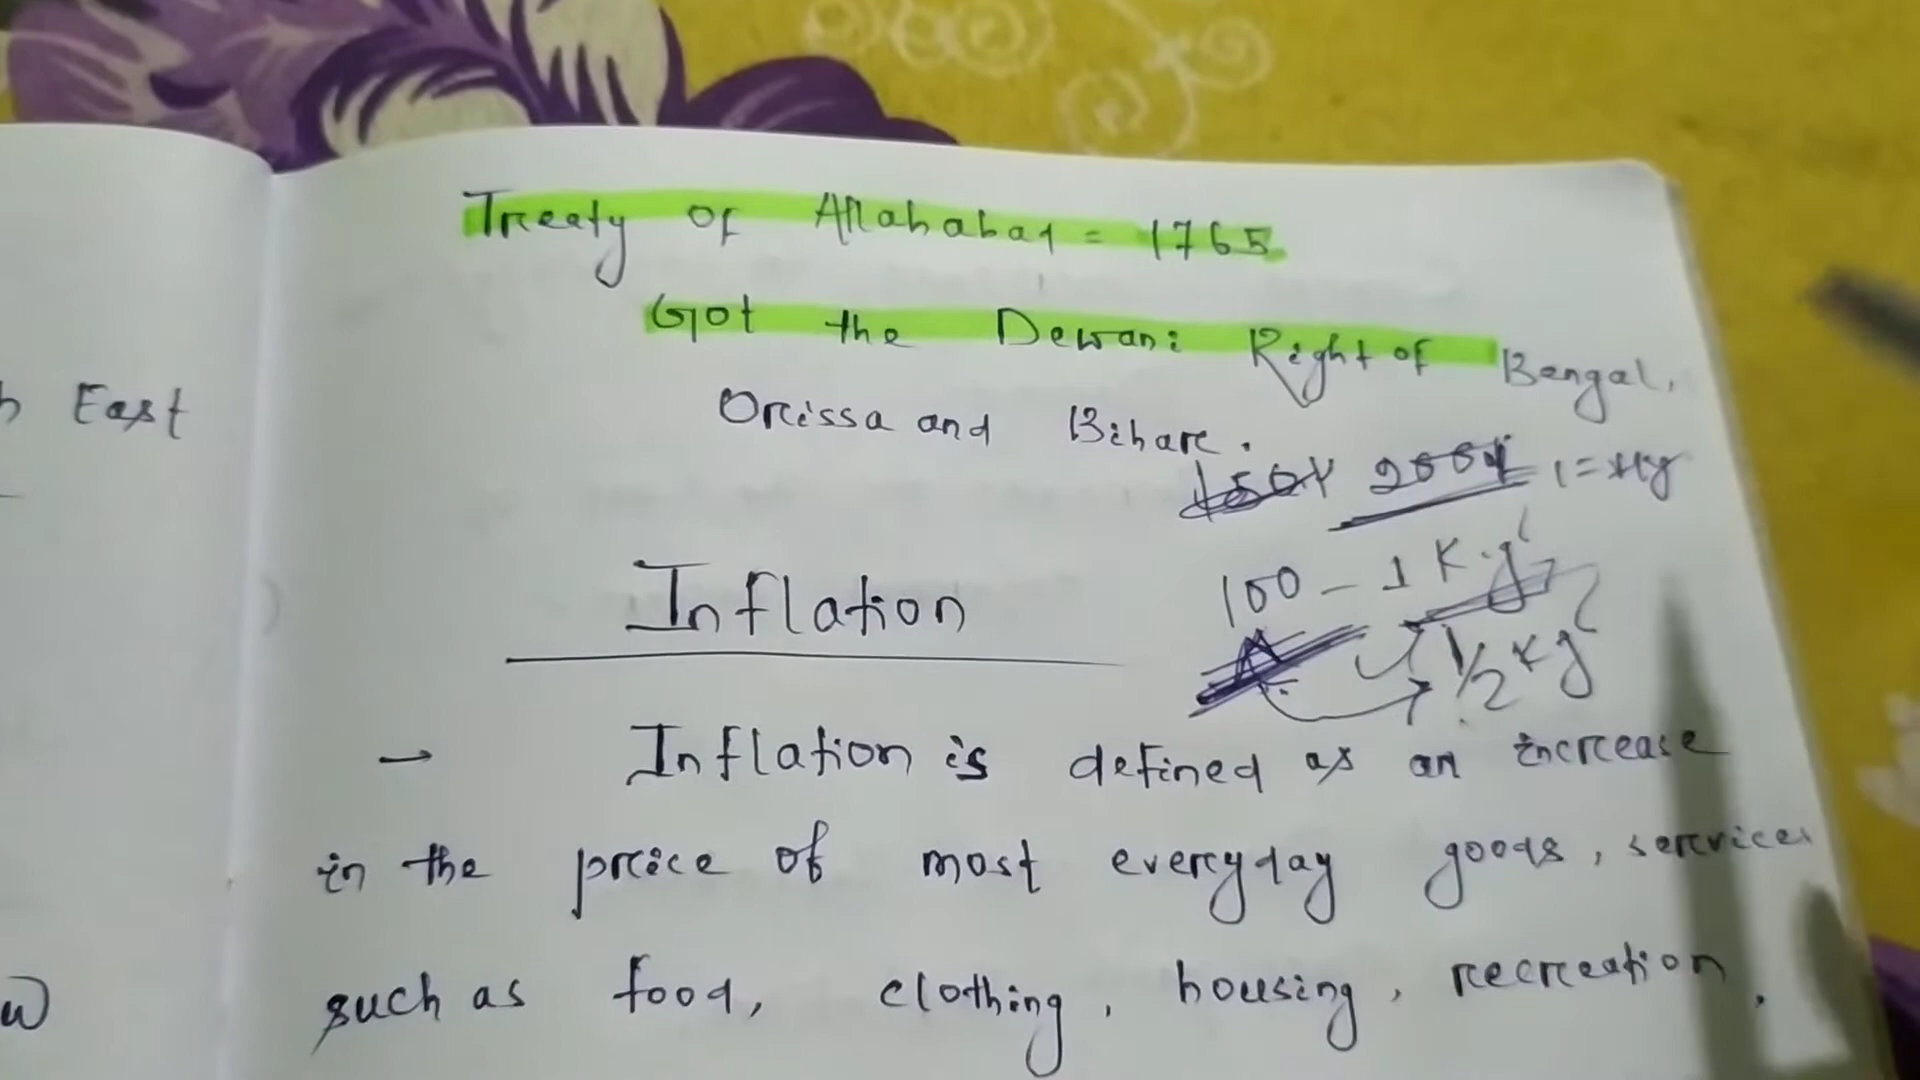 Treaty of Allahabad = 1765
Got the Dewani Right of Bengal,
Orissa and Bihar.
100 - 1 Kg
1/2 kg
Inflation
→ Inflation is defined as an increase
in the price of most everyday goods, services
such as food, clothing, housing, recreation,
East